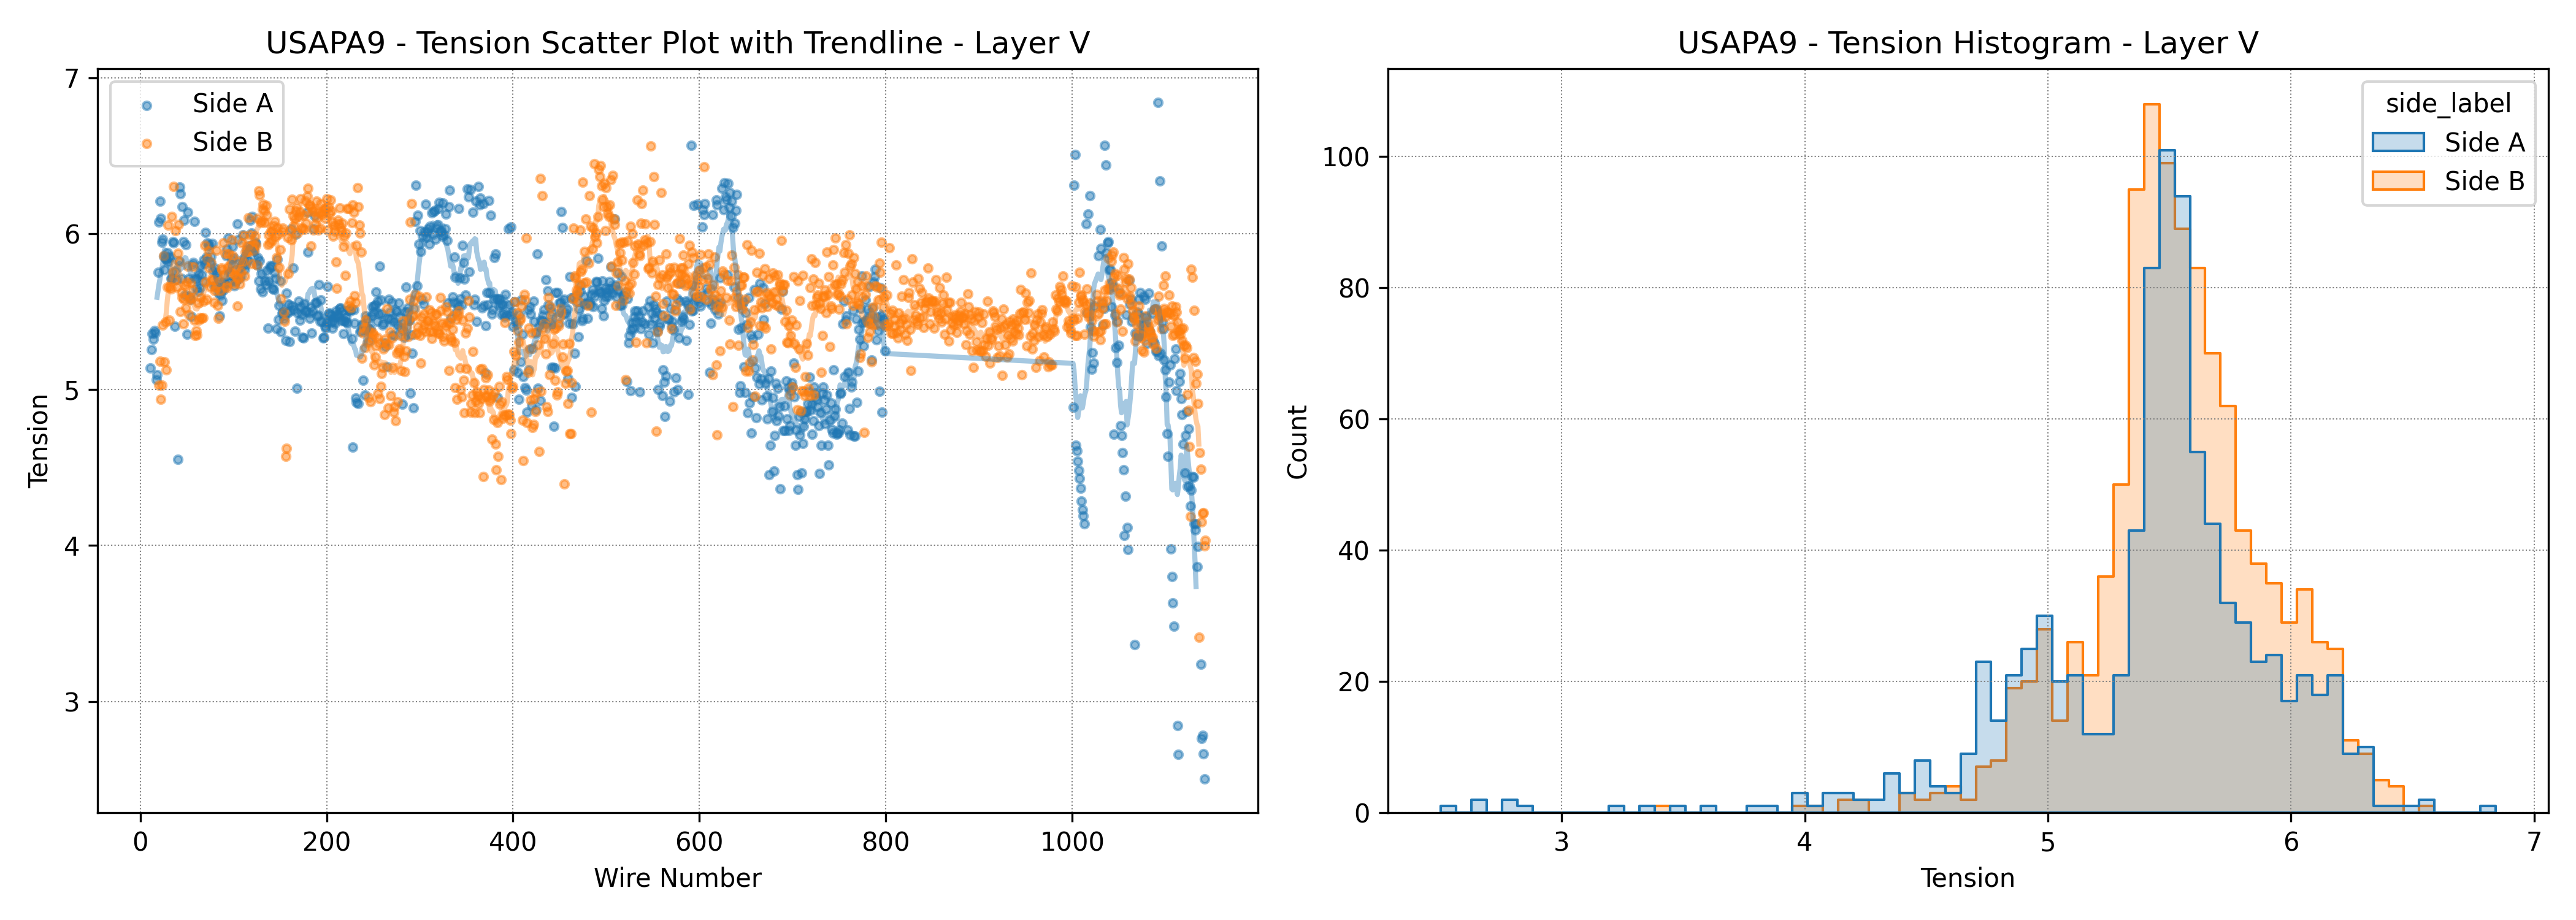 USAPA9 - Tension Scatter Plot with Trendline - Layer V
Side A
Side B
7
6
5
4
3
Tension
0
200
400
600
800
1000
Wire Number
USAPA9 - Tension Histogram - Layer V
side_label
Side A
Side B
100
80
60
40
20
0
Count
3
4
5
6
7
Tension